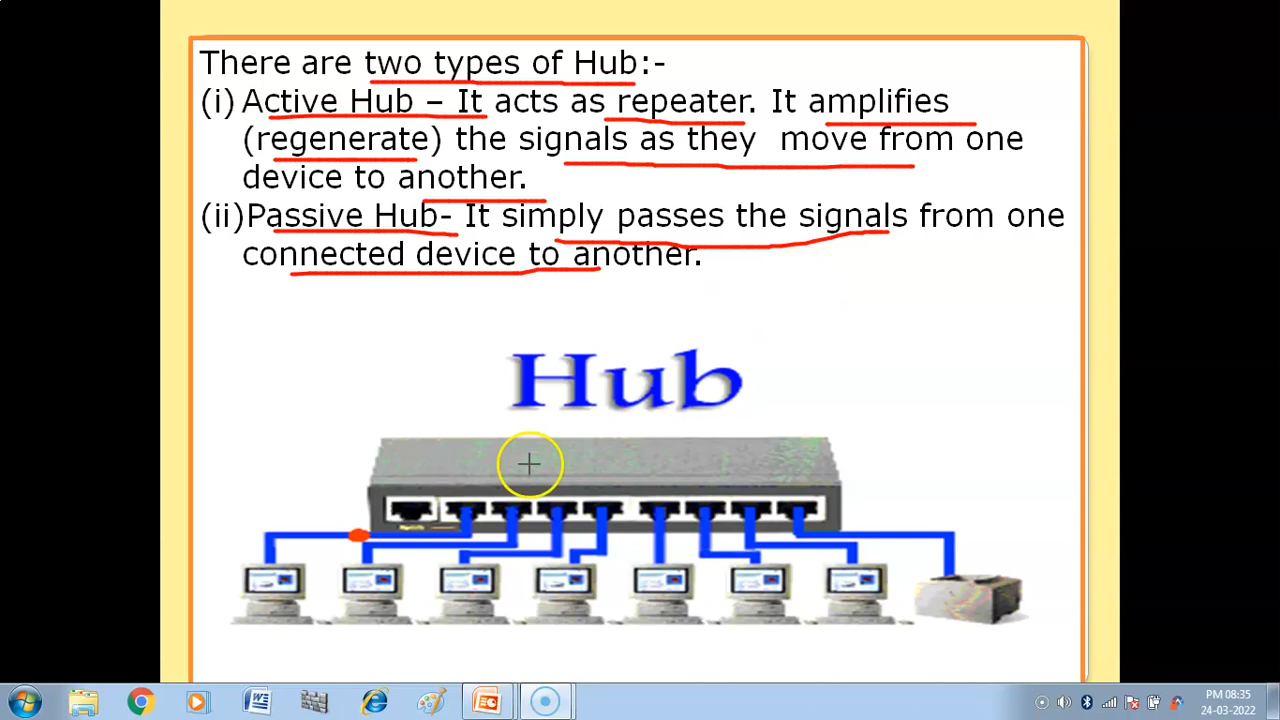 There are two types of Hub:-
(i) Active Hub – It acts as repeater. It amplifies
(regenerate) the signals as they move from one
device to another.
(ii)Passive Hub- It simply passes the signals from one
connected device to another.
Hub
PM 08:35
24-03-2022